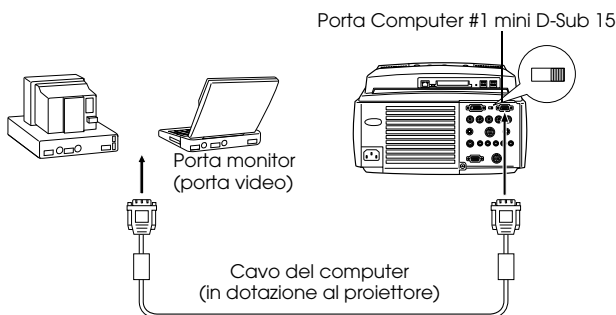 Porta Computer #1 mini D-Sub 15
Porta monitor
(porta video)
Cavo del computer
(in dotazione al proiettore)